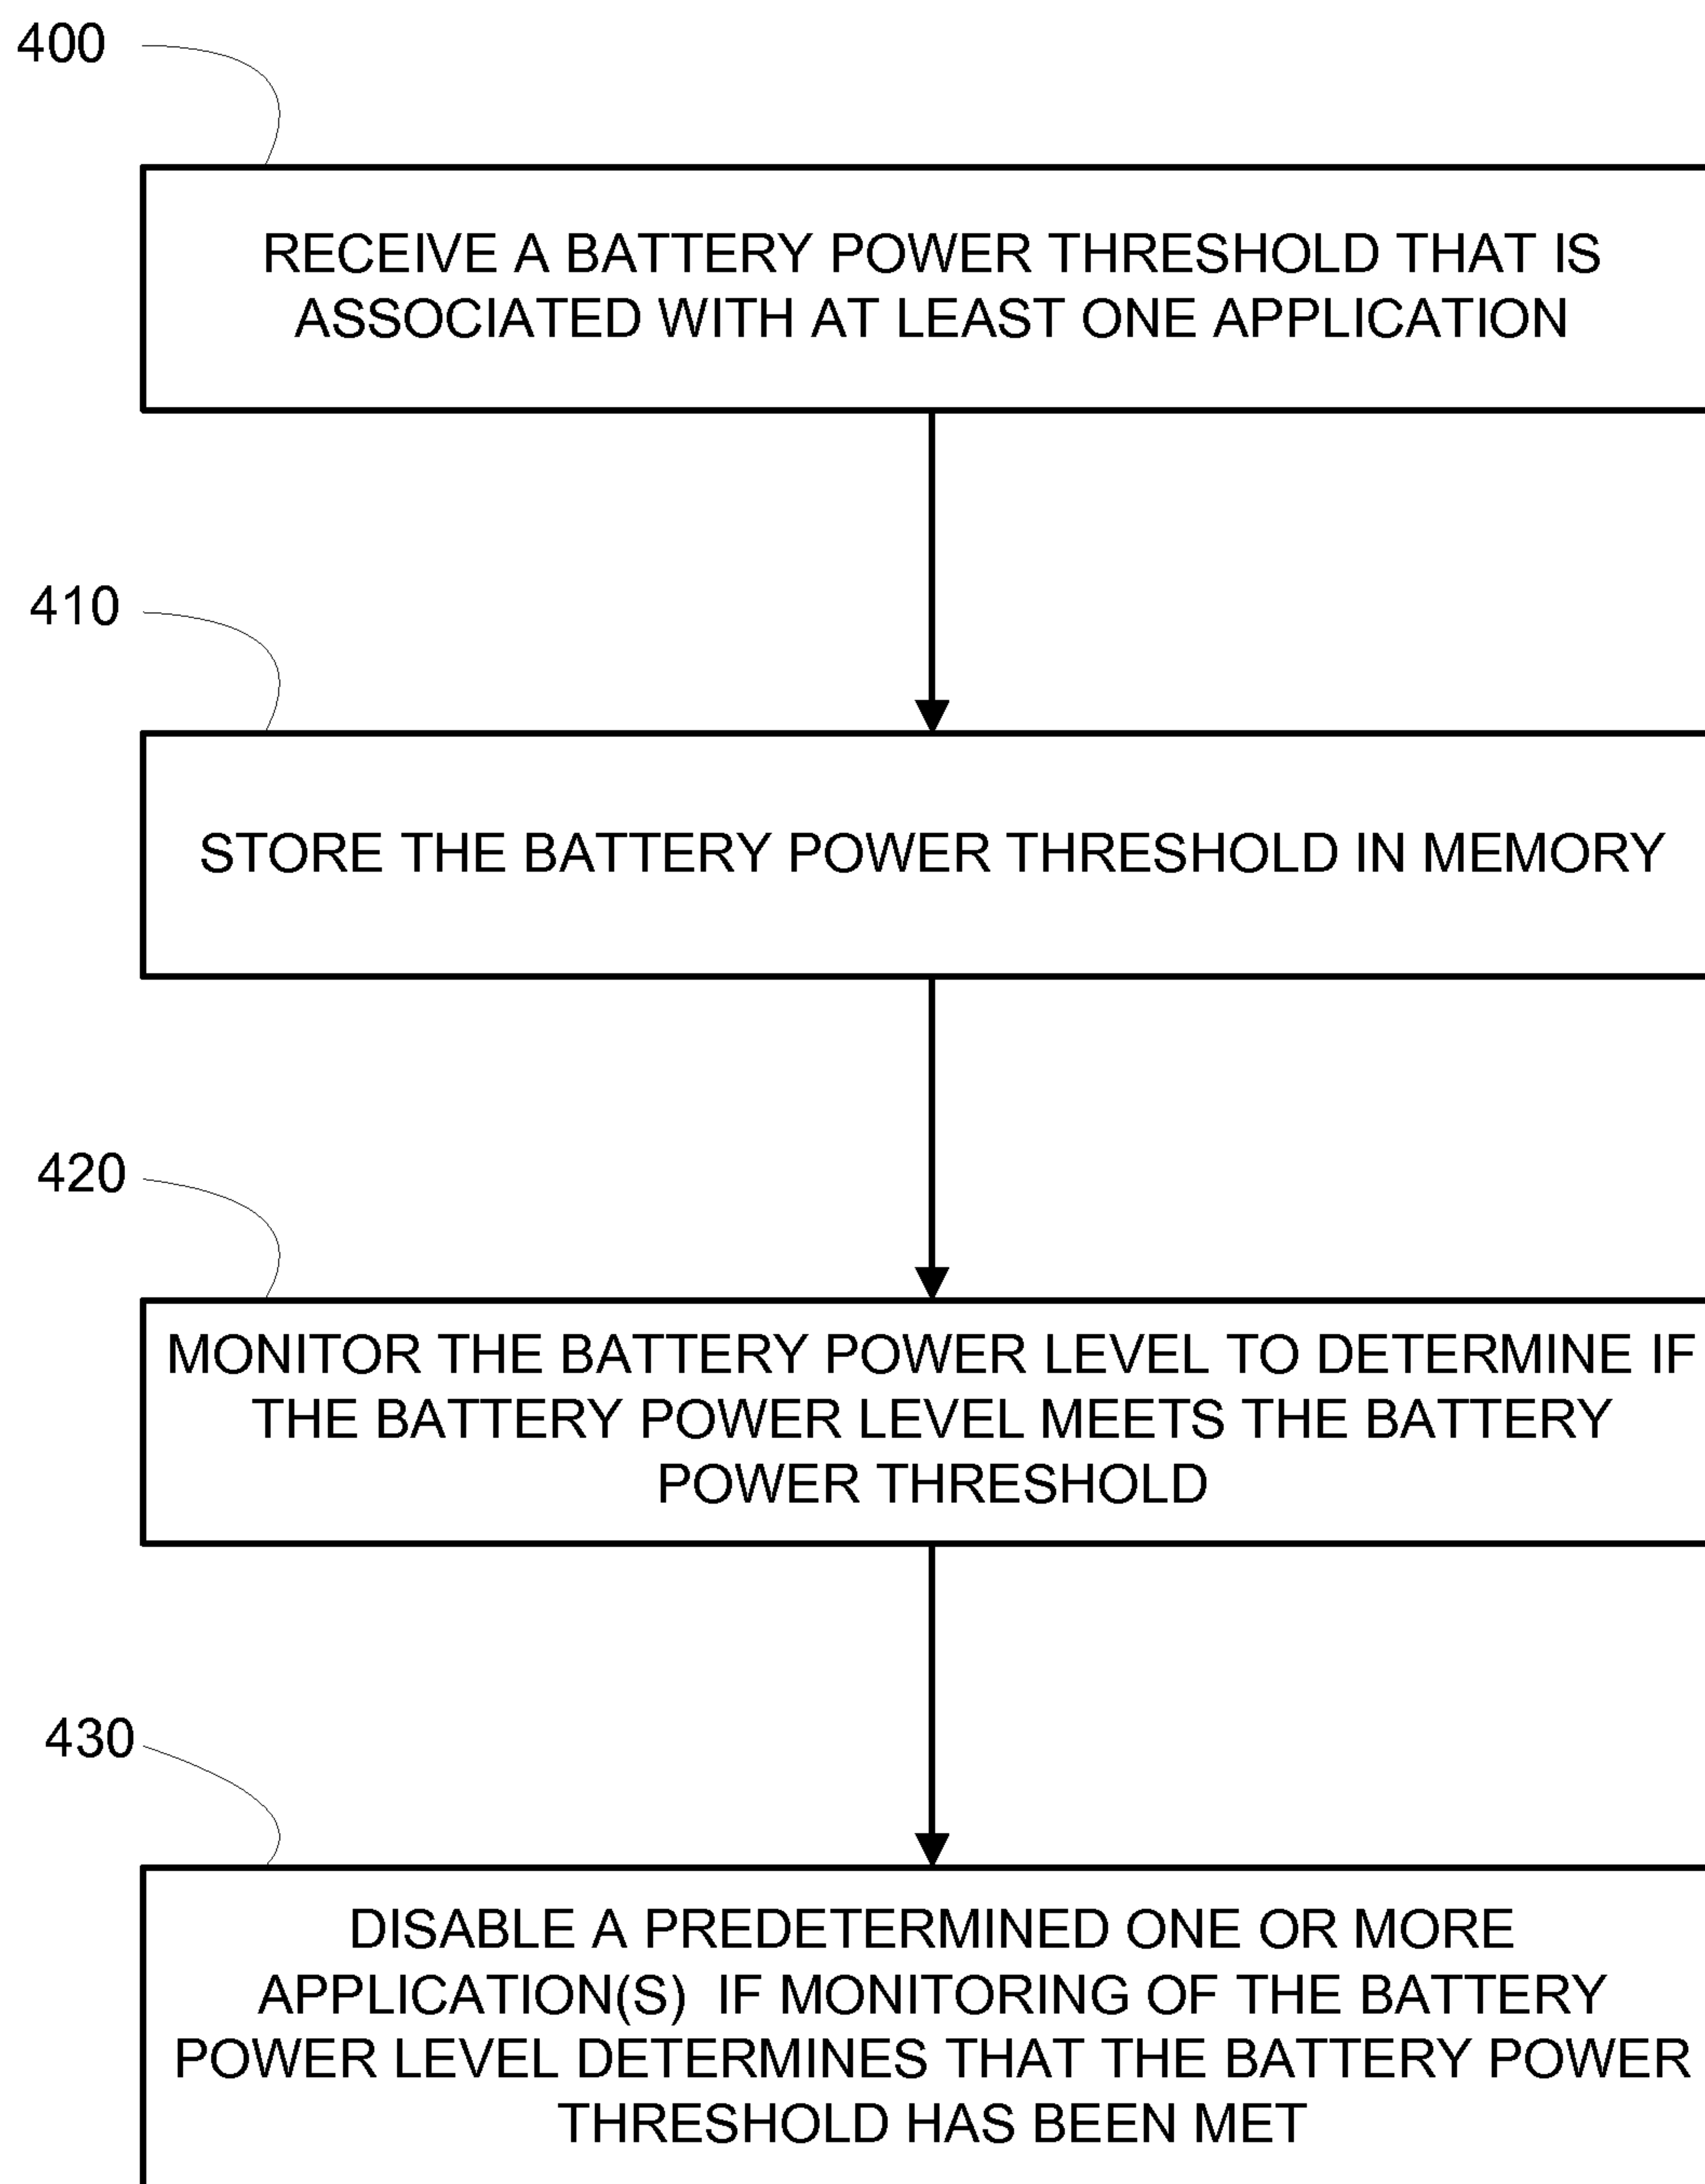 400
RECEIVE A BATTERY POWER THRESHOLD THAT IS
ASSOCIATED WITH AT LEAST ONE APPLICATION
410
STORE THE BATTERY POWER THRESHOLD IN MEMORY
420
MONITOR THE BATTERY POWER LEVEL TO DETERMINE IF
THE BATTERY POWER LEVEL MEETS THE BATTERY
POWER THRESHOLD
430
DISABLE A PREDETERMINED ONE OR MORE
APPLICATION(S) IF MONITORING OF THE BATTERY
POWER LEVEL DETERMINES THAT THE BATTERY POWER
THRESHOLD HAS BEEN MET